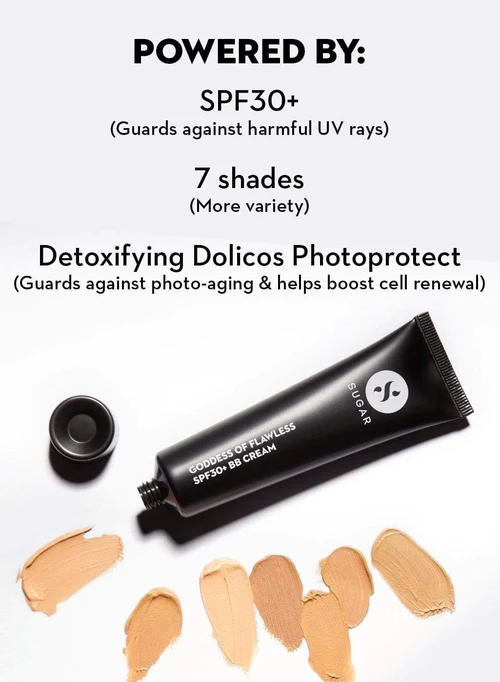 POWERED BY:
SPF30+
(Guards against harmful UV rays)
7 shades
(More variety)
Detoxifying Dolicos Photoprotect
(Guards against photo-aging & helps boost cell renewal)
SUGAR
GODDESS OF FLAWLESS
SPF30+ BB CREAM